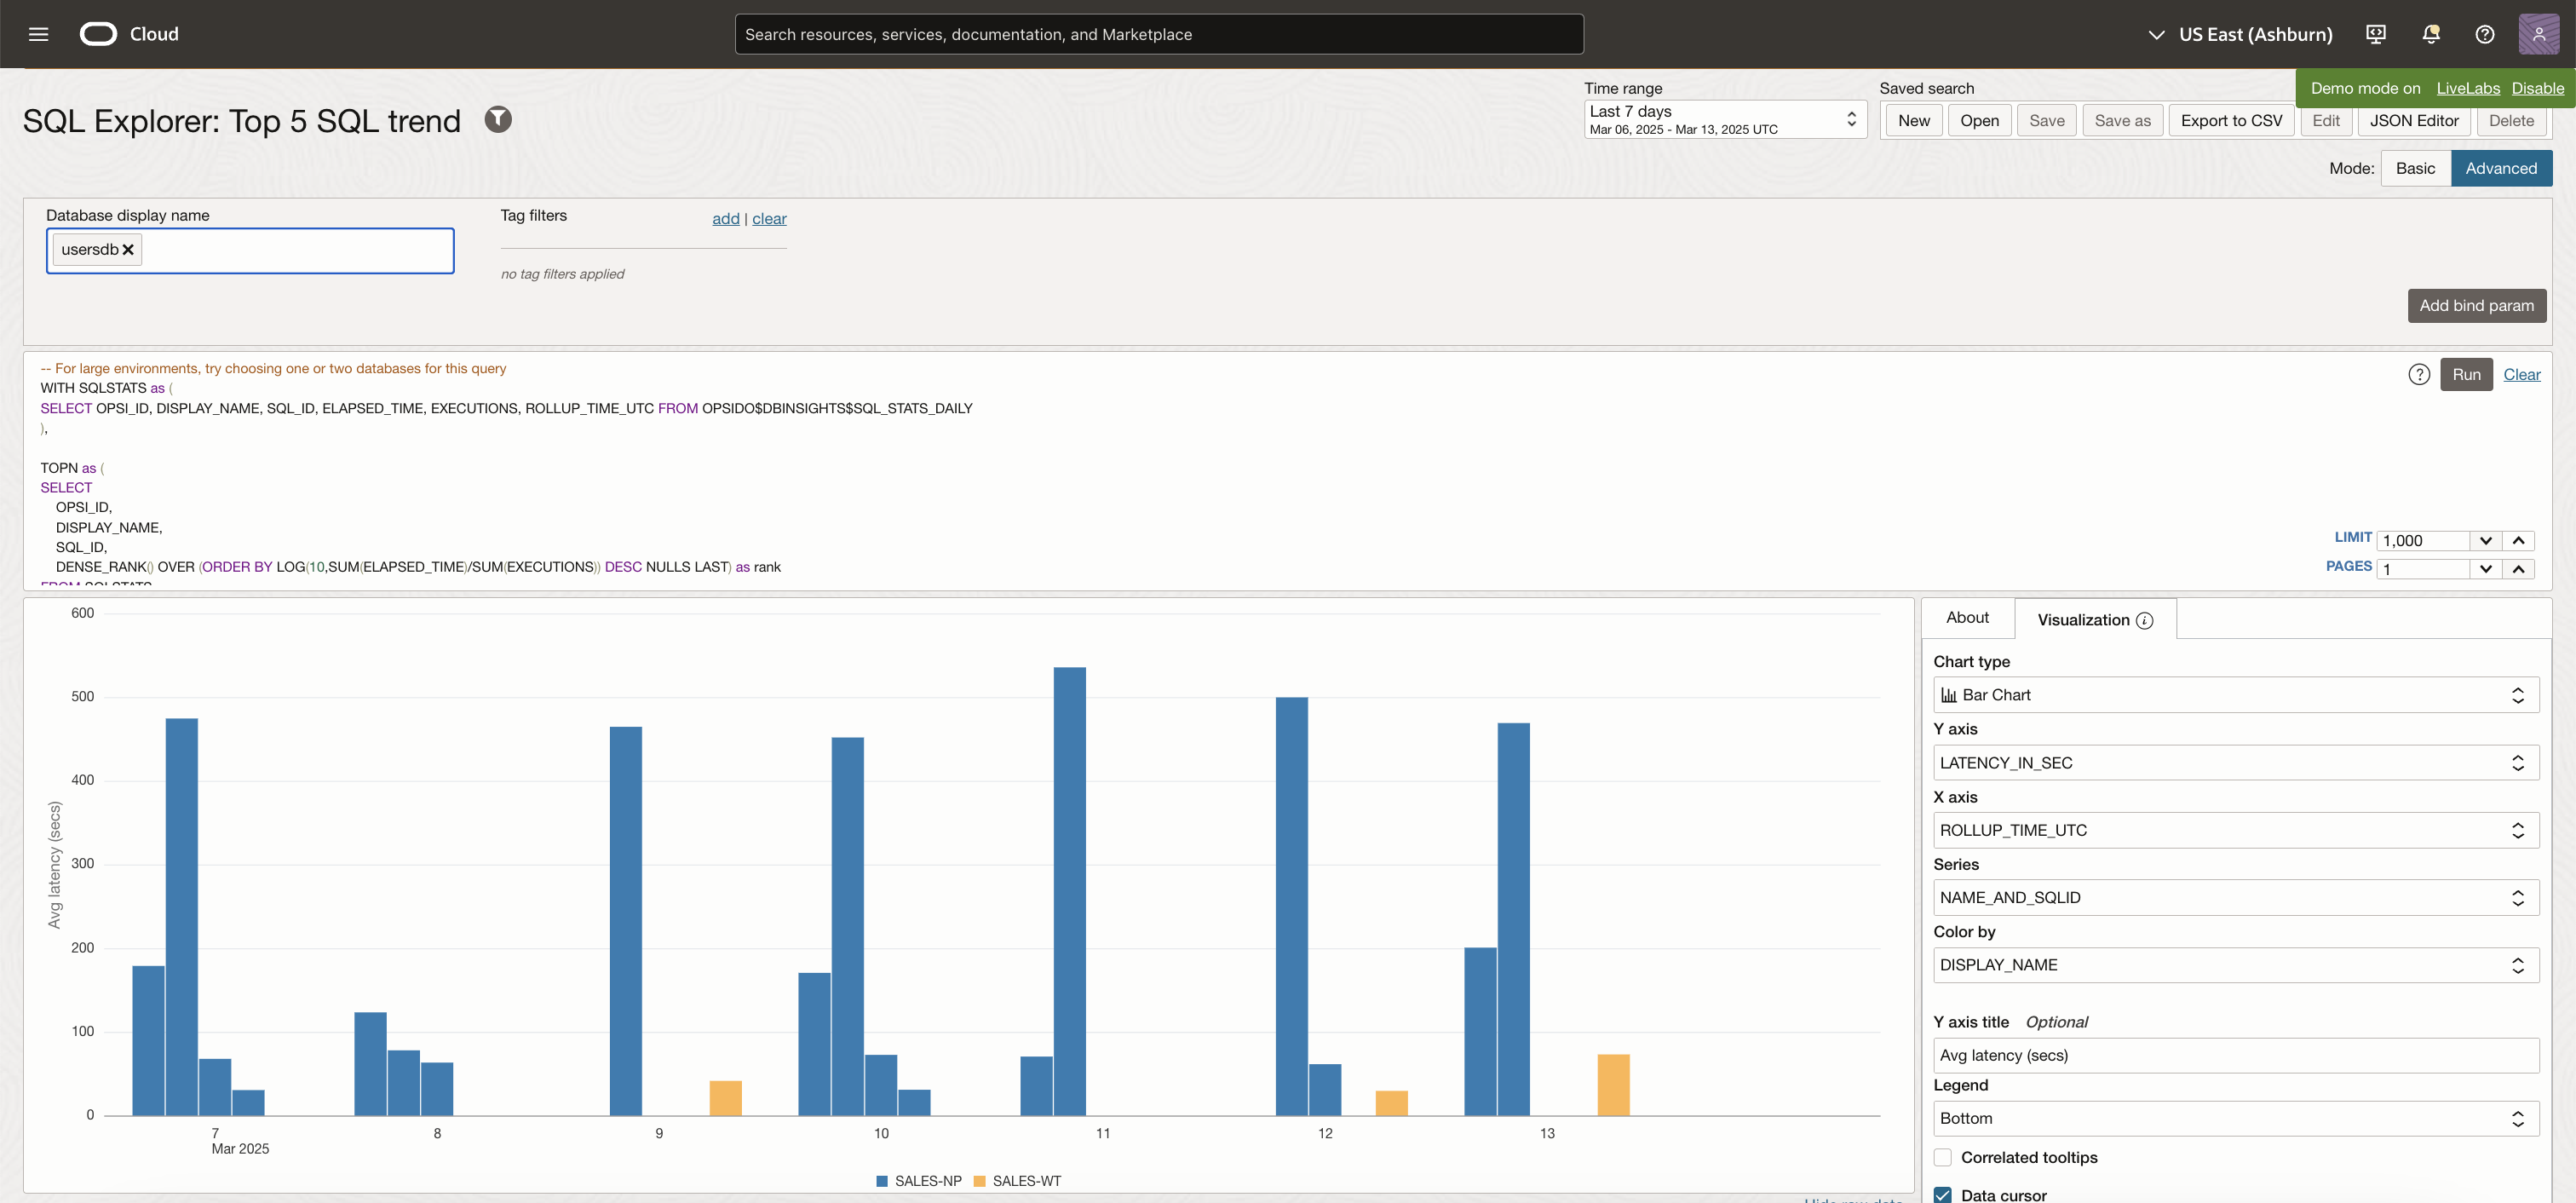 Cloud
Search resources, services, documentation, and Marketplace
US East (Ashburn)
Demo mode on LiveLabs Disable
SQL Explorer: Top 5 SQL trend
Time range
Last 7 days
Mar 06, 2025 - Mar 13, 2025 UTC
Saved search
New Open Save Save as Export to CSV Edit JSON Editor Delete
Mode: Basic Advanced
Database display name
usersdb
Tag filters add | clear
no tag filters applied
Add bind param
-- For large environments, try choosing one or two databases for this query
WITH SQLSTATS as (
SELECT OPSI_ID, DISPLAY_NAME, SQL_ID, ELAPSED_TIME, EXECUTIONS, ROLLUP_TIME_UTC FROM OPSIDO$DBINSIGHTS$SQL_STATS_DAILY
),
TOPN as (
SELECT
OPSI_ID,
DISPLAY_NAME,
SQL_ID,
DENSE_RANK() OVER (ORDER BY LOG(10,SUM(ELAPSED_TIME)/SUM(EXECUTIONS)) DESC NULLS LAST) as rank
FROM SQLSTATS
Run Clear
LIMIT 1,000
PAGES 1
600
500
400
300
200
100
0
Avg latency (secs)
7 8 9 10 11 12 13
Mar 2025
SALES-NP SALES-WT
Hide raw data
About Visualization
Chart type
Bar Chart
Y axis
LATENCY_IN_SEC
X axis
ROLLUP_TIME_UTC
Series
NAME_AND_SQLID
Color by
DISPLAY_NAME
Y axis title Optional
Avg latency (secs)
Legend
Bottom
Correlated tooltips
Data cursor